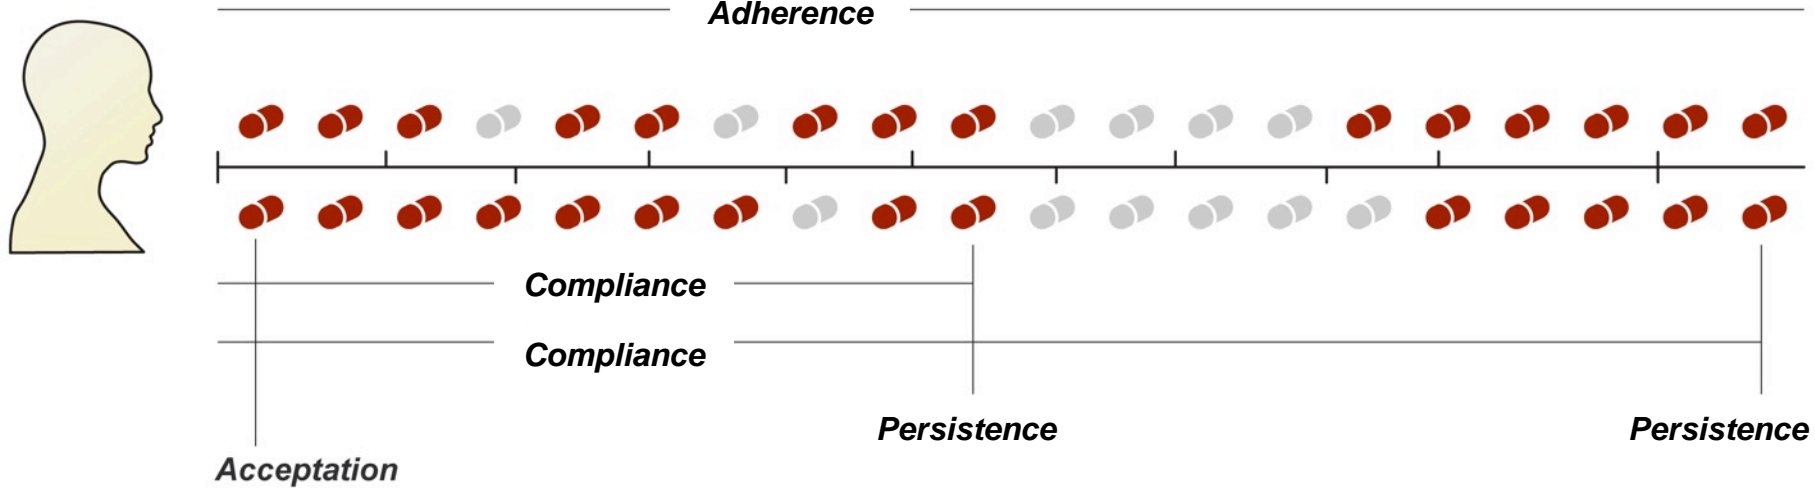 Adherence
Compliance
Compliance
Persistence
Persistence
Acceptation